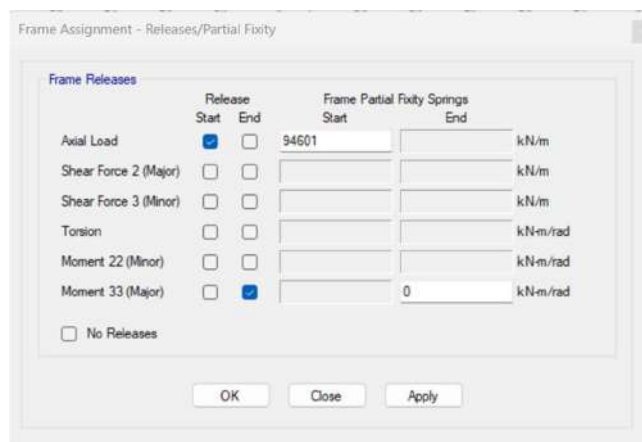 Frame Assignment - Releases/Partial Fixity
Frame Releases
Release Frame Partial Fixity Springs
Start End Start End
Axial Load 94601 kN/m
Shear Force 2 (Major) kN/m
Shear Force 3 (Minor) kN/m
Torsion kN-m/rad
Moment 22 (Minor) kN-m/rad
Moment 33 (Major) 0 kN-m/rad
No Releases
OK Close Apply